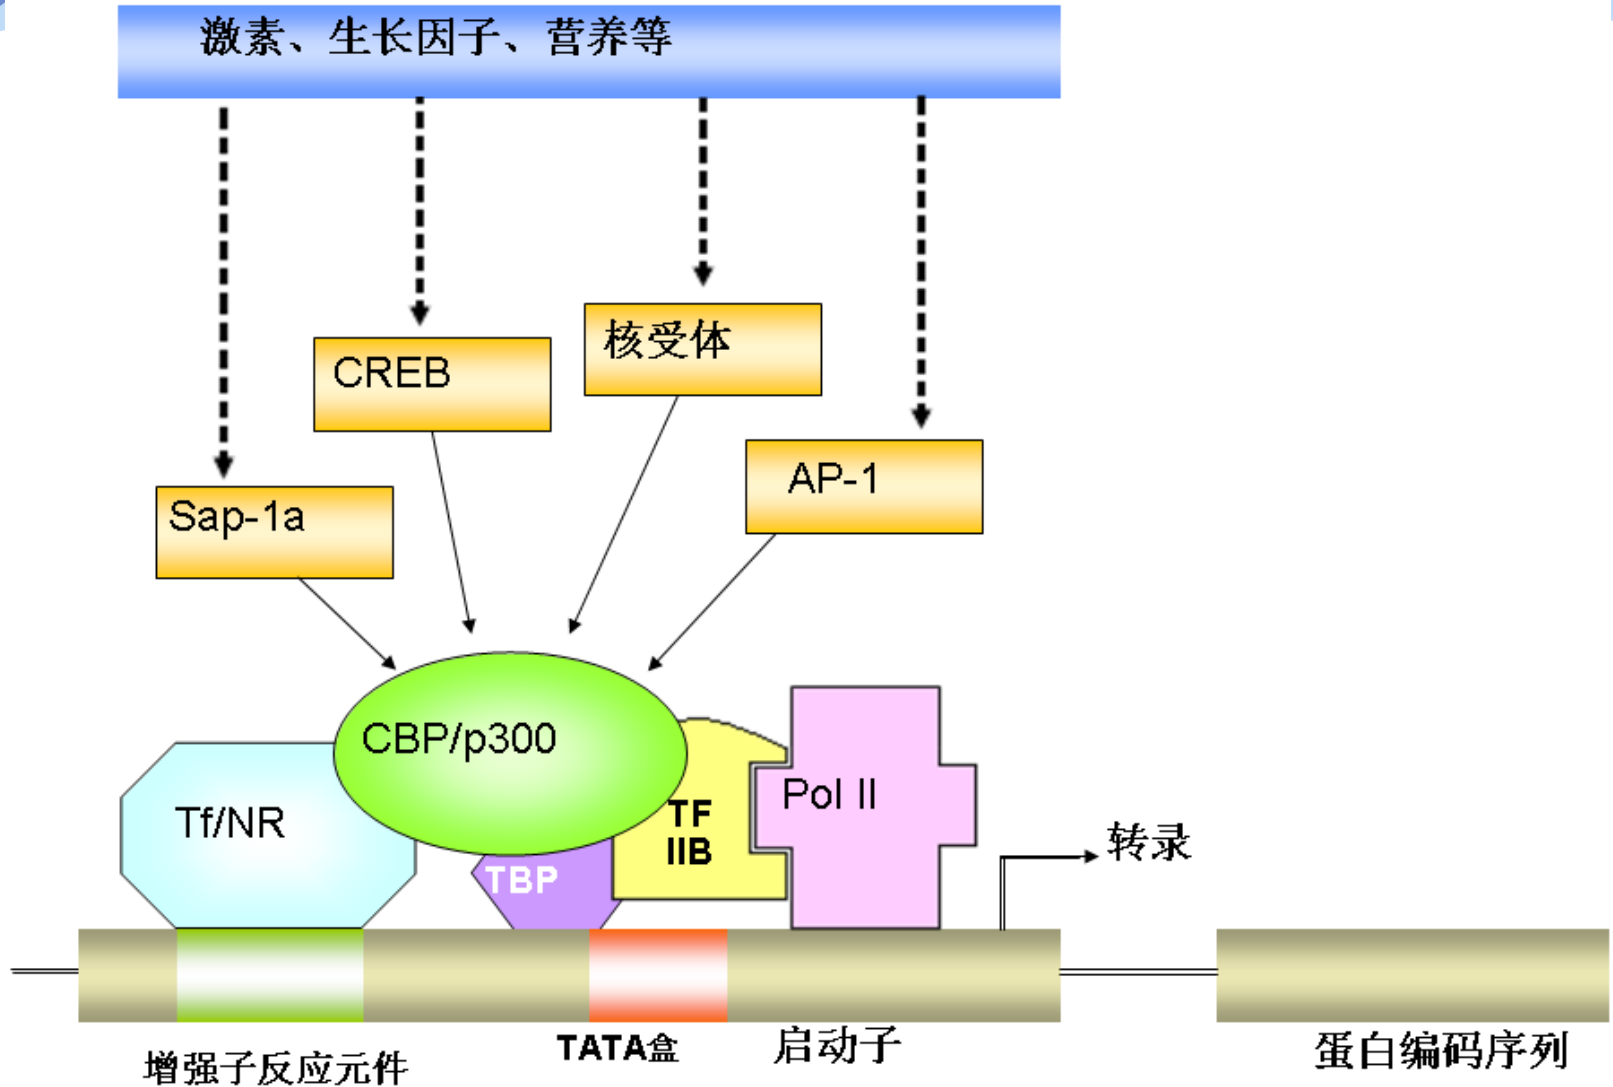 激素、生长因子、营养等
核受体
CREB
AP-1
Sap-1a
CBP/p300
Tf/NR
TF
IIB
Pol II
TBP
转录
增强子反应元件
TATA盒
启动子
蛋白编码序列